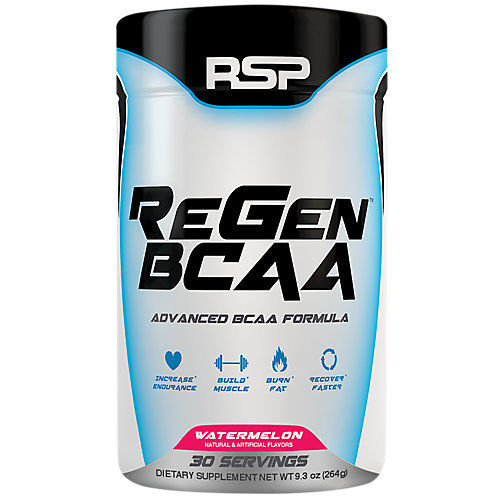 RSP
REGEN™
BCAA
ADVANCED BCAA FORMULA
INCREASE*
ENDURANCE
BUILD*
MUSCLE
BURN*
FAT
RECOVER*
FASTER
WATERMELON
NATURAL & ARTIFICIAL FLAVORS
30 SERVINGS
DIETARY SUPPLEMENT NET WT 9.3 oz (264g)